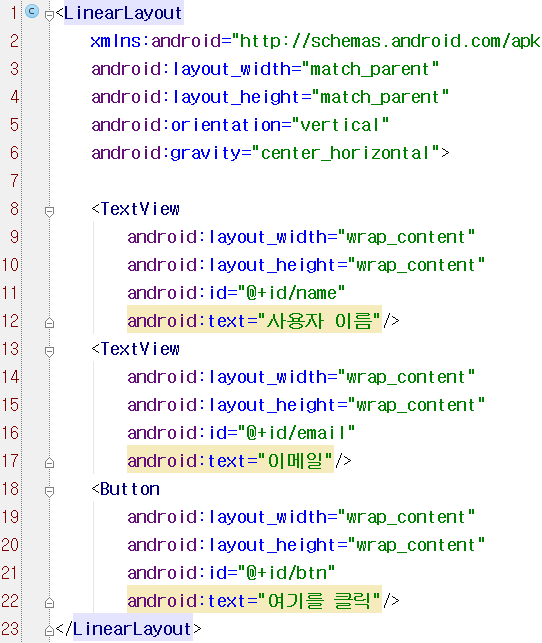 1 C <LinearLayout
2 xmlns:android="http://schemas.android.com/apk
3 android:layout_width="match_parent"
4 android:layout_height="match_parent"
5 android:orientation="vertical"
6 android:gravity="center_horizontal">
7
8 <TextView
9 android:layout_width="wrap_content"
10 android:layout_height="wrap_content"
11 android:id="@+id/name"
12 android:text="사용자 이름"/>
13 <TextView
14 android:layout_width="wrap_content"
15 android:layout_height="wrap_content"
16 android:id="@+id/email"
17 android:text="이메일"/>
18 <Button
19 android:layout_width="wrap_content"
20 android:layout_height="wrap_content"
21 android:id="@+id/btn"
22 android:text="여기를 클릭"/>
23 </LinearLayout>